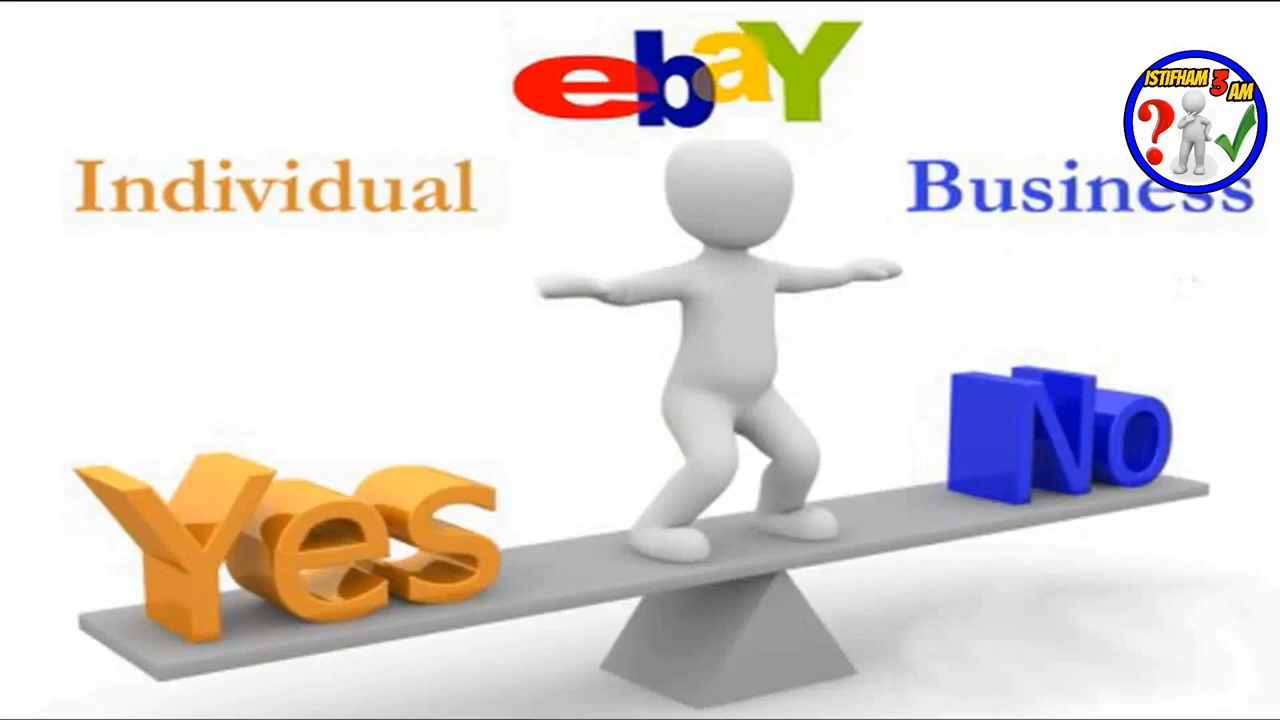 ebaY
ISTIFHAM 3 AM
Individual
Business
Yes
No